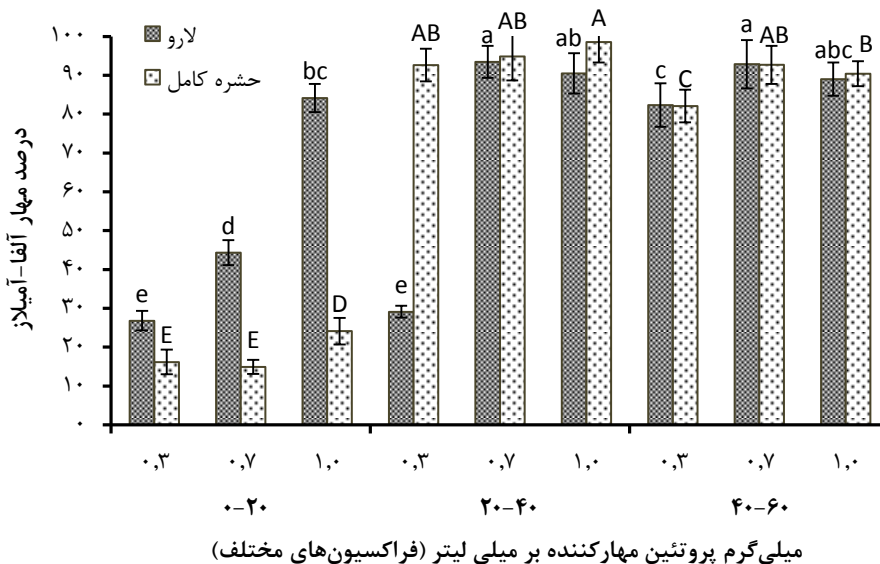 درصد مهار آلفا-آمیلاز
۱۰۰
۹۰
۸۰
۷۰
۶۰
۵۰
۴۰
۳۰
۲۰
۱۰
۰
لارو
حشره کامل
e E d E bc D e AB a AB ab A c C a AB abc B
۰,۳ ۰,۷ ۱,۰ ۰,۳ ۰,۷ ۱,۰ ۰,۳ ۰,۷ ۱,۰
۰-۲۰ ۲۰-۴۰ ۴۰-۶۰
میلی‌گرم پروتئین مهارکننده بر میلی لیتر (فراکسیون‌های مختلف)